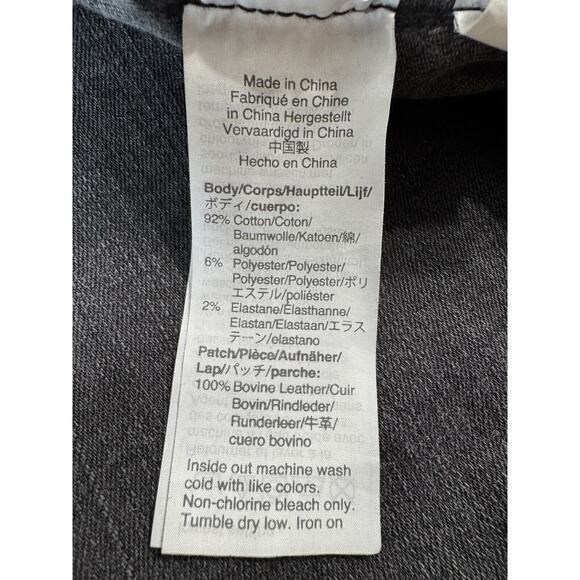 Made in China
Fabriqué en Chine
in China Hergestellt
Vervaardigd in China
中国製
Hecho en China
Body/Corps/Hauptteil/Lijf/
ボディ/cuerpo:
92% Cotton/Coton/
Baumwolle/Katoen/綿/
algodón
6% Polyester/Polyester/
Polyester/Polyester/ポリ
エステル/poliéster
2% Elastane/Élasthanne/
Elastan/Elastaan/エラス
テーン/elastano
Patch/Pièce/Aufnäher/
Lap/パッチ/parche:
100% Bovine Leather/Cuir
Bovin/Rindleder/
Runderleer/牛革/
cuero bovino
Inside out machine wash
cold with like colors.
Non-chlorine bleach only.
Tumble dry low. Iron on